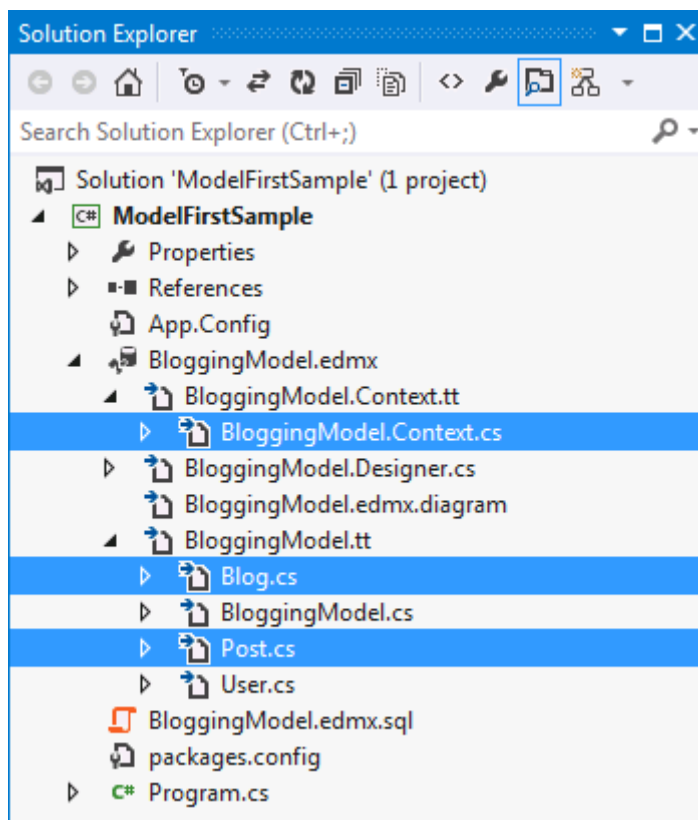 Solution Explorer
Search Solution Explorer (Ctrl+;)
Solution 'ModelFirstSample' (1 project)
C# ModelFirstSample
Properties
References
App.Config
BloggingModel.edmx
BloggingModel.Context.tt
BloggingModel.Context.cs
BloggingModel.Designer.cs
BloggingModel.edmx.diagram
BloggingModel.tt
Blog.cs
BloggingModel.cs
Post.cs
User.cs
BloggingModel.edmx.sql
packages.config
C# Program.cs